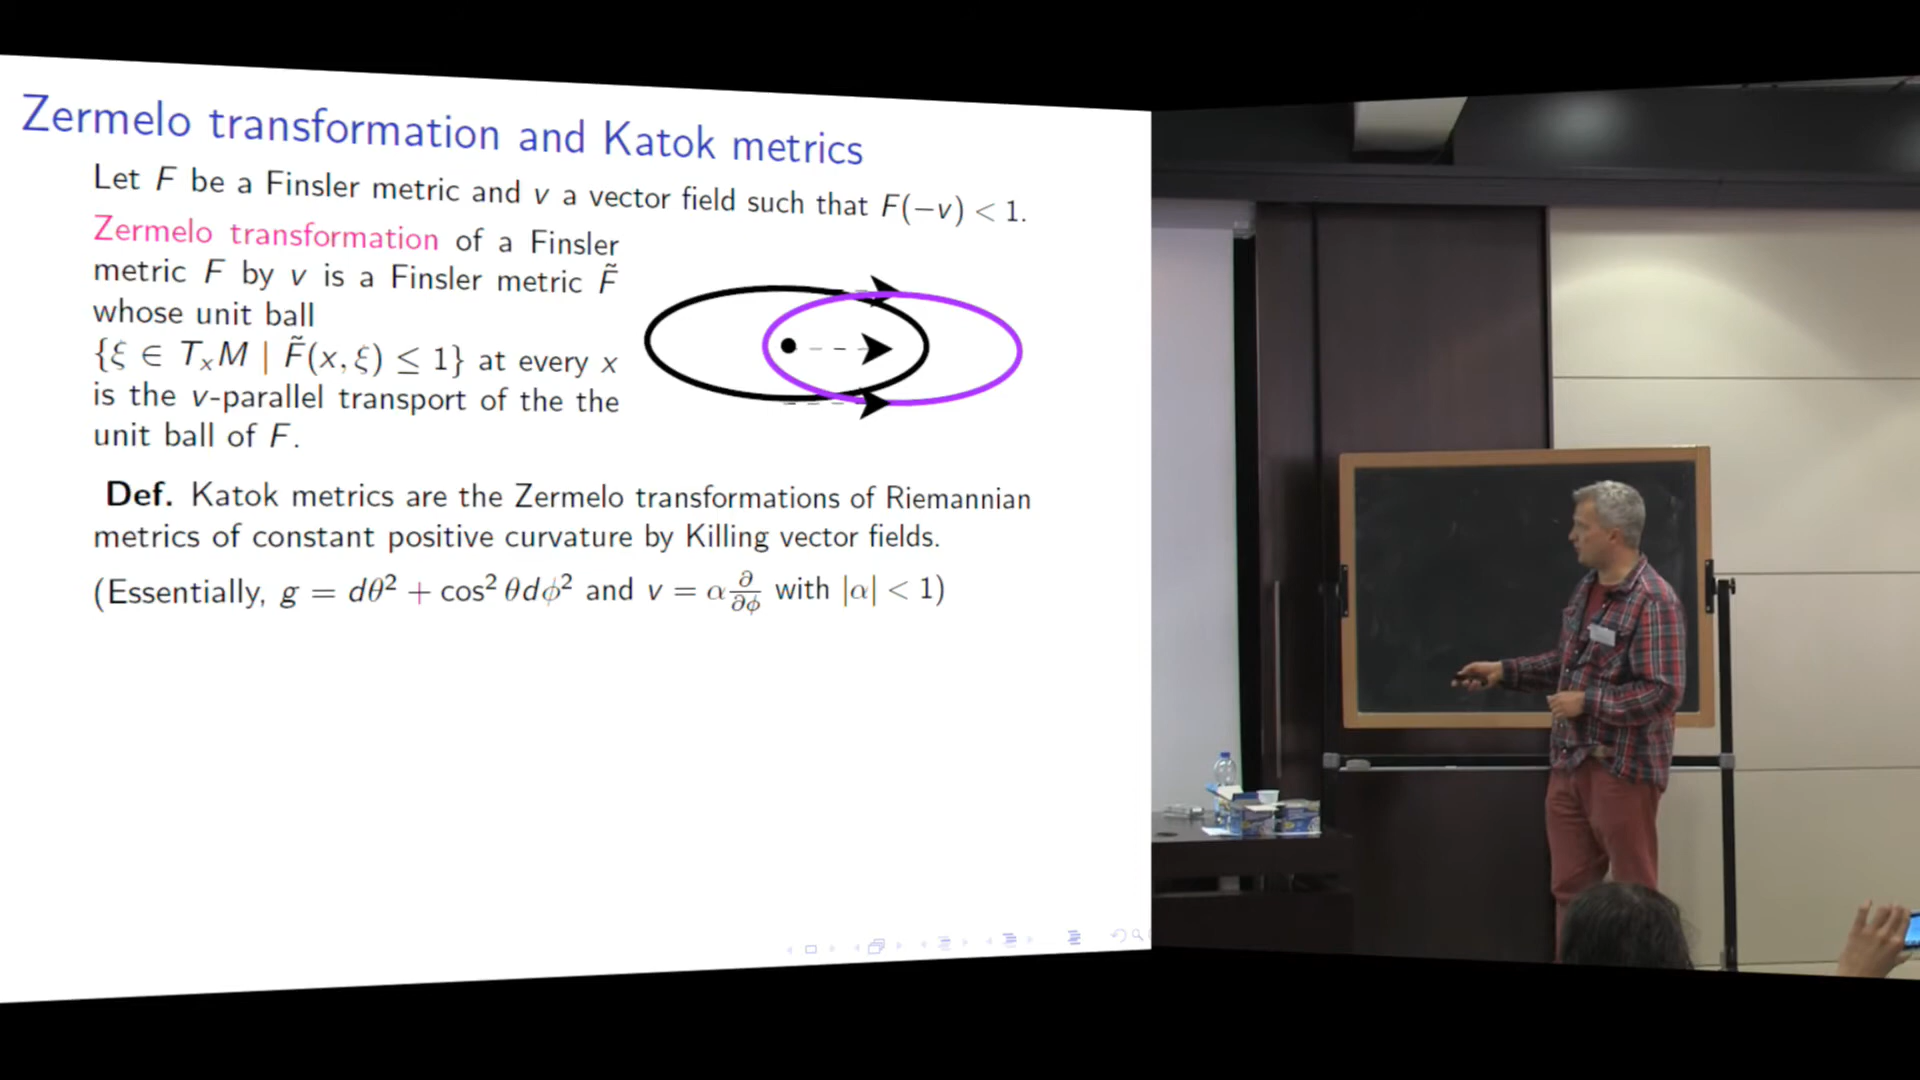 Zermelo transformation and Katok metrics
Let F be a Finsler metric and v a vector field such that F(−v) < 1.
Zermelo transformation of a Finsler
metric F by v is a Finsler metric F̃
whose unit ball
{ξ ∈ TₓM | F̃(x, ξ) ≤ 1} at every x
is the v-parallel transport of the the
unit ball of F.
Def. Katok metrics are the Zermelo transformations of Riemannian
metrics of constant positive curvature by Killing vector fields.
(Essentially, g = dθ² + cos² θdϕ² and v = α ∂/∂ϕ with |α| < 1)